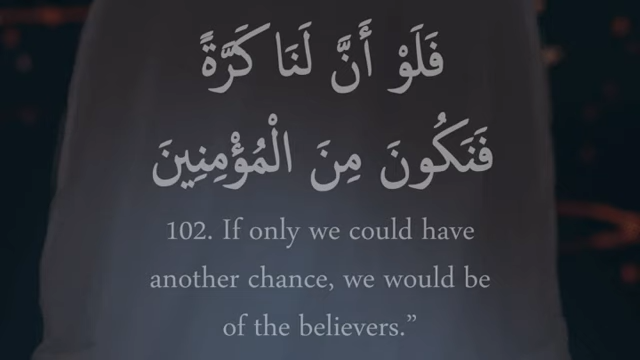 فَلَوْ أَنَّ لَنَا كَرَّةً
فَنَكُونَ مِنَ الْمُؤْمِنِينَ
102. If only we could have
another chance, we would be
of the believers.”